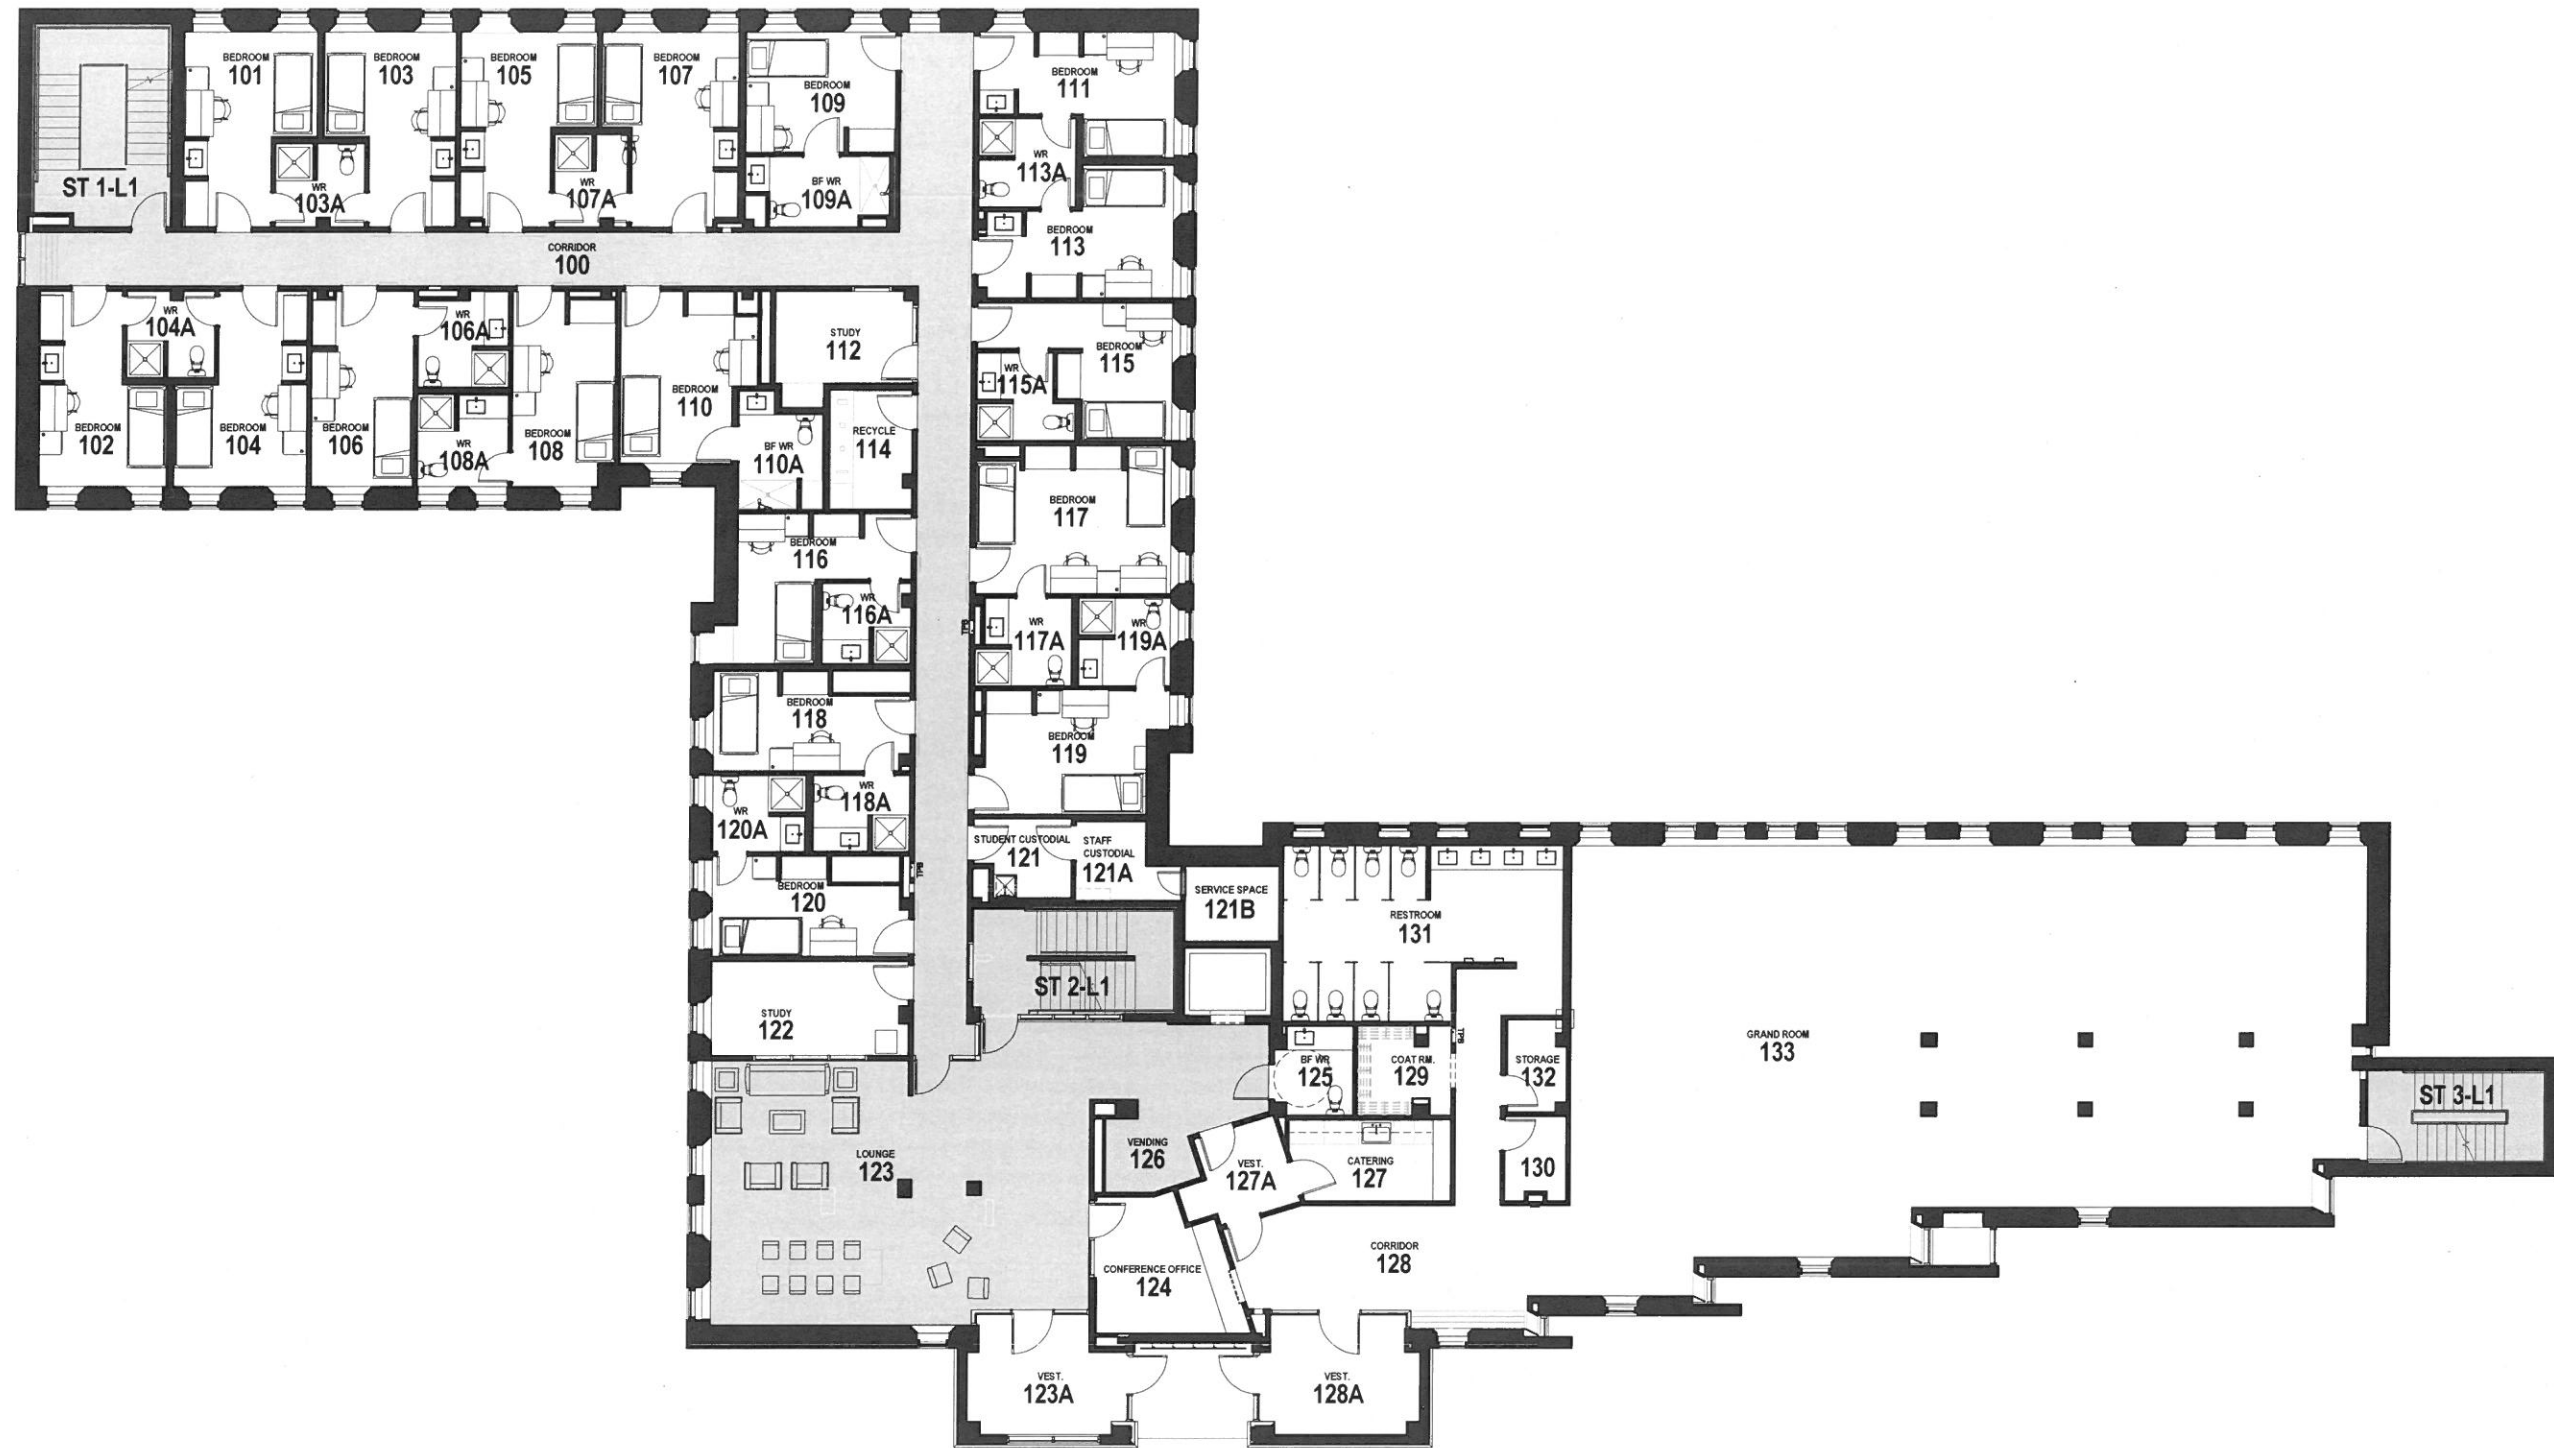 BEDROOM
101
BEDROOM
103
BEDROOM
105
BEDROOM
107
BEDROOM
109
BEDROOM
111
ST 1-L1
WR
103A
WR
107A
BF WR
109A
WR
113A
BEDROOM
113
CORRIDOR
100
WR
104A
WR
106A
STUDY
112
BEDROOM
115
WR
115A
BEDROOM
102
BEDROOM
104
BEDROOM
106
WR
108A
BEDROOM
108
BEDROOM
110
BF WR
110A
RECYCLE
114
BEDROOM
117
BEDROOM
116
WR
116A
TPB
WR
117A
WR
119A
BEDROOM
118
BEDROOM
119
WR
118A
WR
120A
STUDENT CUSTODIAL
121
STAFF
CUSTODIAL
121A
SERVICE SPACE
121B
BEDROOM
120
TPB
RESTROOM
131
ST 2-L1
STUDY
122
BF WR
125
COAT RM.
129
TPB
STORAGE
132
GRAND ROOM
133
ST 3-L1
LOUNGE
123
VENDING
126
VEST.
127A
CATERING
127
130
CONFERENCE OFFICE
124
CORRIDOR
128
VEST.
123A
VEST.
128A